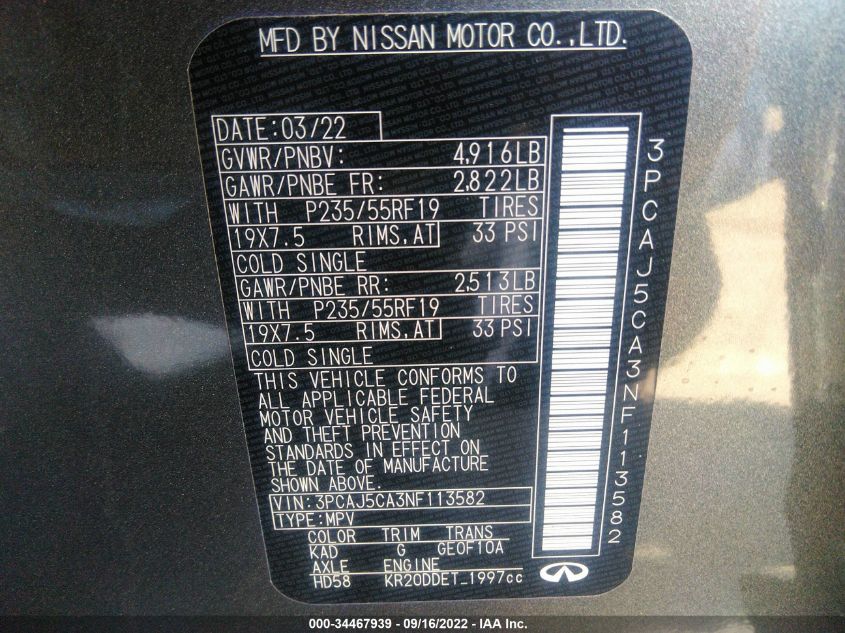 MFD BY NISSAN MOTOR CO.,LTD.
DATE:03/22
GVWR/PNBV: 4,916LB
GAWR/PNBE FR: 2,822LB
WITH P235/55RF19 TIRES
19X7.5 RIMS,AT 33 PSI
COLD SINGLE
GAWR/PNBE RR: 2,513LB
WITH P235/55RF19 TIRES
19X7.5 RIMS,AT 33 PSI
COLD SINGLE
THIS VEHICLE CONFORMS TO
ALL APPLICABLE FEDERAL
MOTOR VEHICLE SAFETY
AND THEFT PREVENTION
STANDARDS IN EFFECT ON
THE DATE OF MANUFACTURE
SHOWN ABOVE.
VIN:3PCAJ5CA3NF113582
TYPE:MPV
COLOR TRIM TRANS
KAD G GE0F10A
AXLE ENGINE
HD58 KR20DDET_1997cc
3PCAJ5CA3NF113582
000-34467939 - 09/16/2022 - IAA Inc.